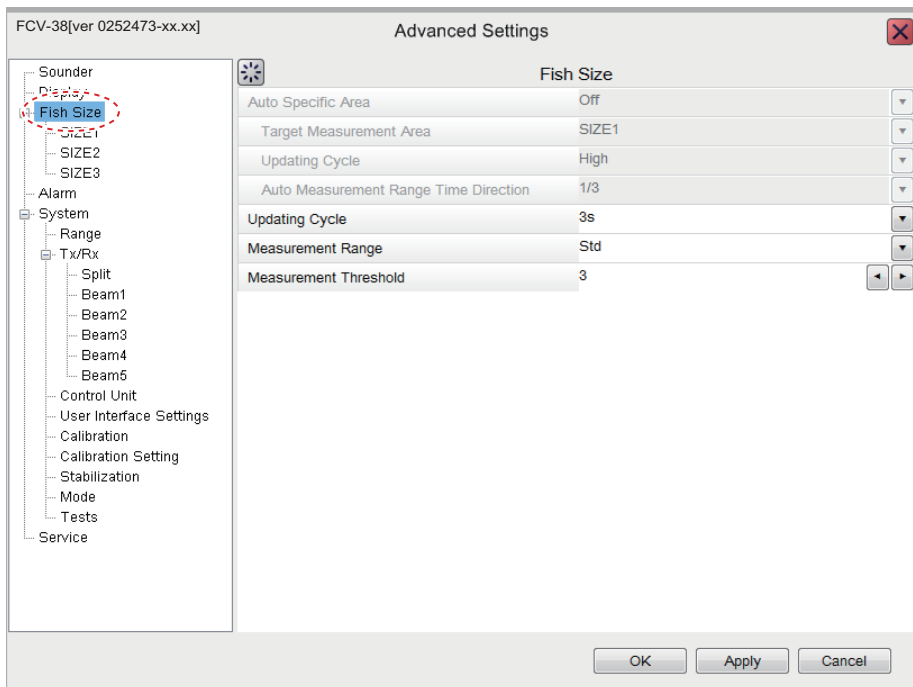 FCV-38[ver 0252473-xx.xx]
Advanced Settings
Sounder
Display
Fish Size
SIZE1
SIZE2
SIZE3
Alarm
System
Range
Tx/Rx
Split
Beam1
Beam2
Beam3
Beam4
Beam5
Control Unit
User Interface Settings
Calibration
Calibration Setting
Stabilization
Mode
Tests
Service
Fish Size
Auto Specific Area Off
Target Measurement Area SIZE1
Updating Cycle High
Auto Measurement Range Time Direction 1/3
Updating Cycle 3s
Measurement Range Std
Measurement Threshold 3
OK Apply Cancel